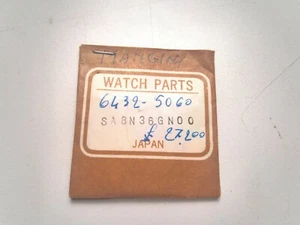 WATCH PARTS
6432-5060
SA8N36GN00
£ 27,200
JAPAN